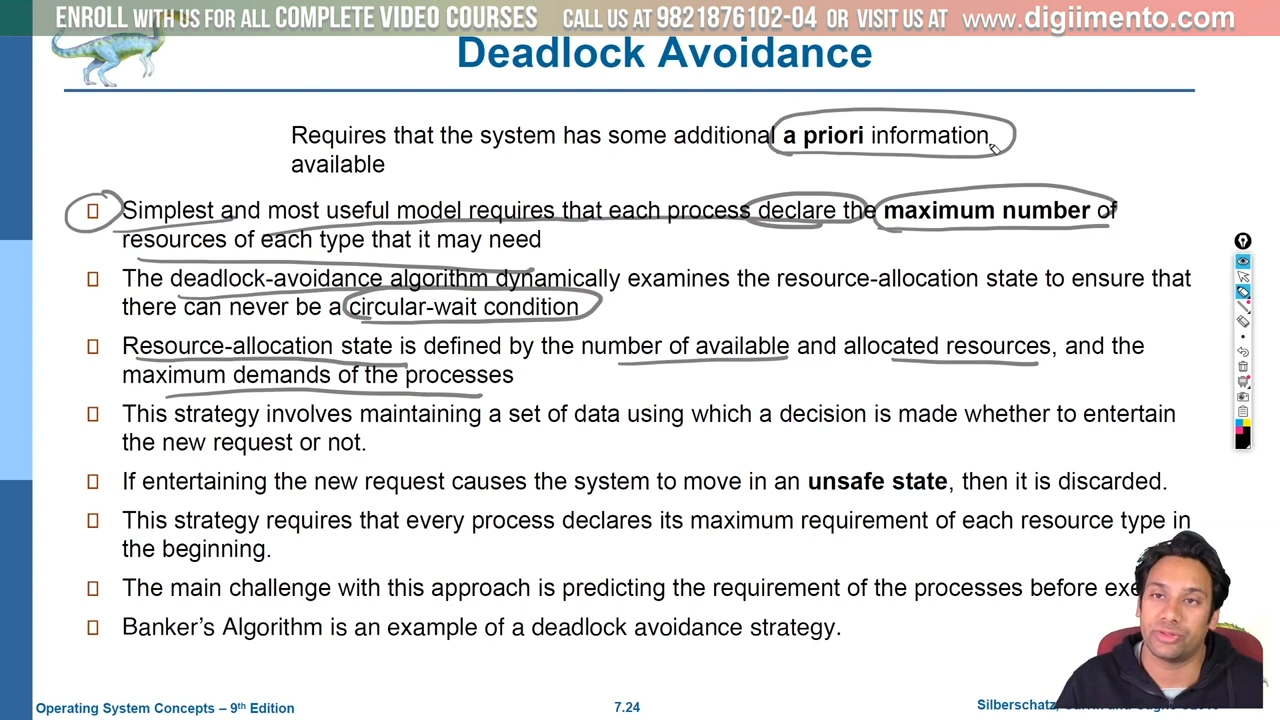 ENROLL WITH US FOR ALL COMPLETE VIDEO COURSES CALL US AT 9821876102-04 OR VISIT US AT www.digiimento.com
Deadlock Avoidance
Requires that the system has some additional a priori information
available
Simplest and most useful model requires that each process declare the maximum number of
resources of each type that it may need
The deadlock-avoidance algorithm dynamically examines the resource-allocation state to ensure that
there can never be a circular-wait condition
Resource-allocation state is defined by the number of available and allocated resources, and the
maximum demands of the processes
This strategy involves maintaining a set of data using which a decision is made whether to entertain
the new request or not.
If entertaining the new request causes the system to move in an unsafe state, then it is discarded.
This strategy requires that every process declares its maximum requirement of each resource type in
the beginning.
The main challenge with this approach is predicting the requirement of the processes before
Banker's Algorithm is an example of a deadlock avoidance strategy.
Operating System Concepts – 9th Edition
7.24
Silberschatz,